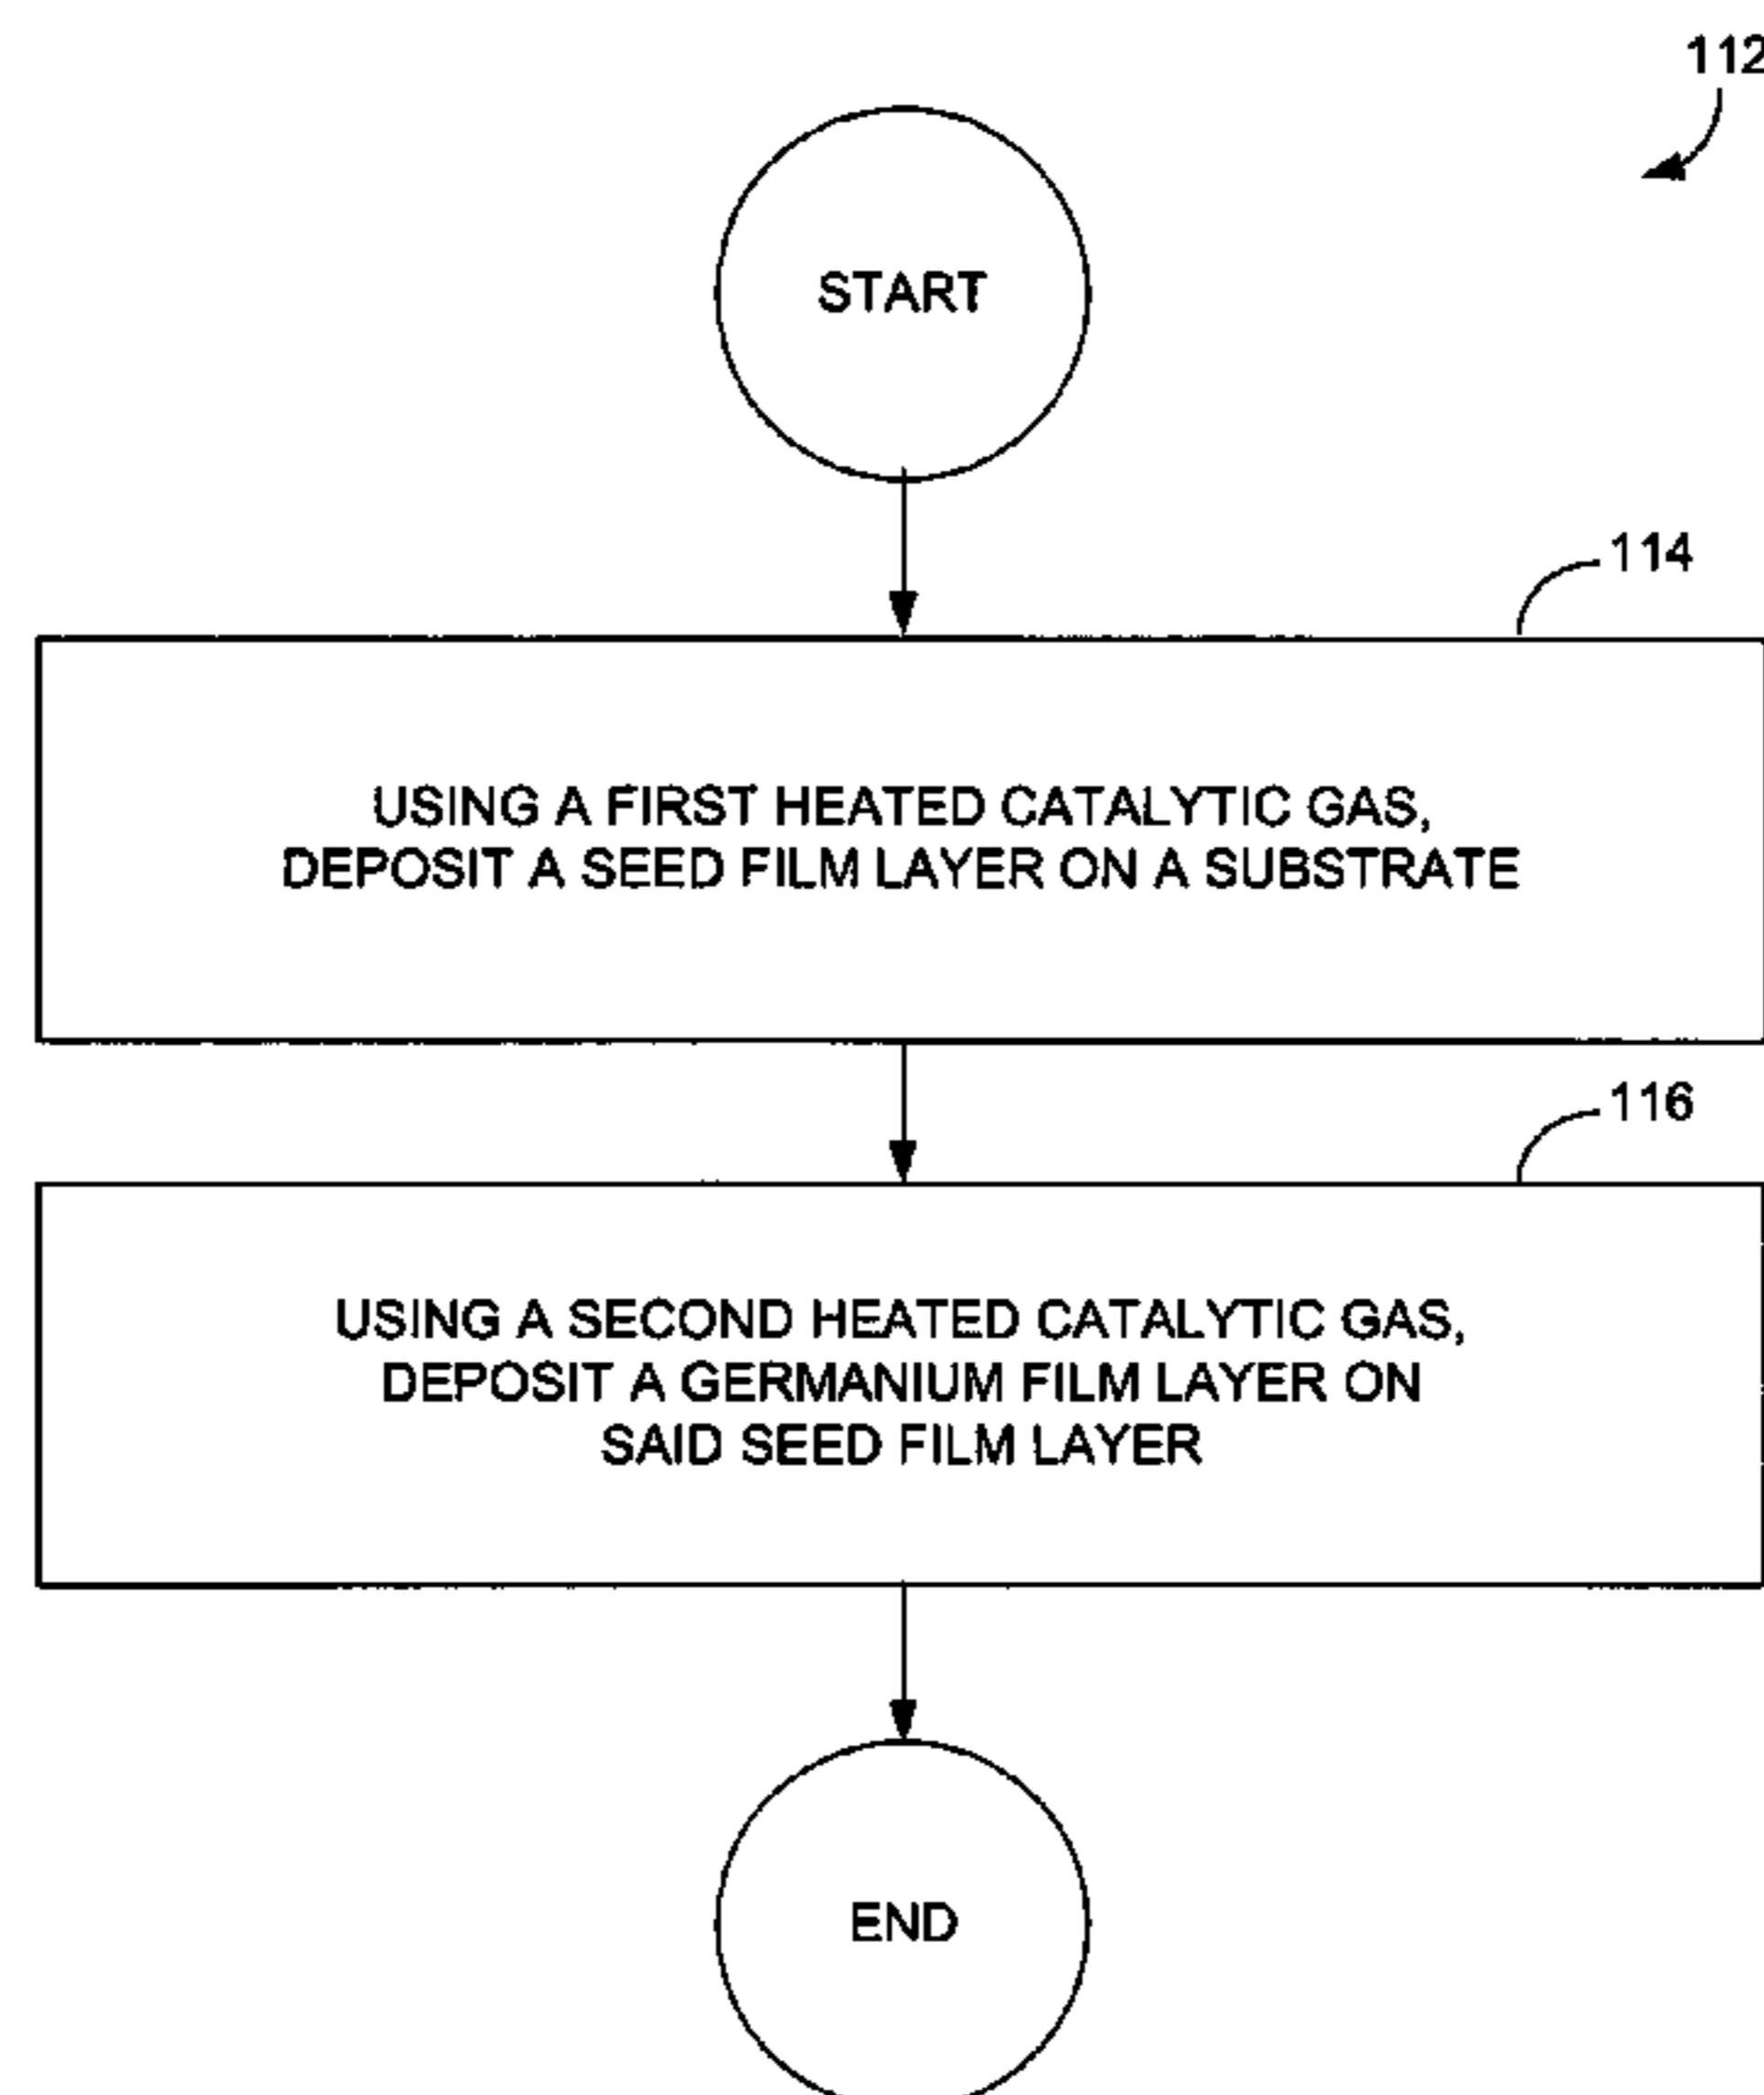 112
START
114
USING A FIRST HEATED CATALYTIC GAS,
DEPOSIT A SEED FILM LAYER ON A SUBSTRATE
116
USING A SECOND HEATED CATALYTIC GAS,
DEPOSIT A GERMANIUM FILM LAYER ON
SAID SEED FILM LAYER
END